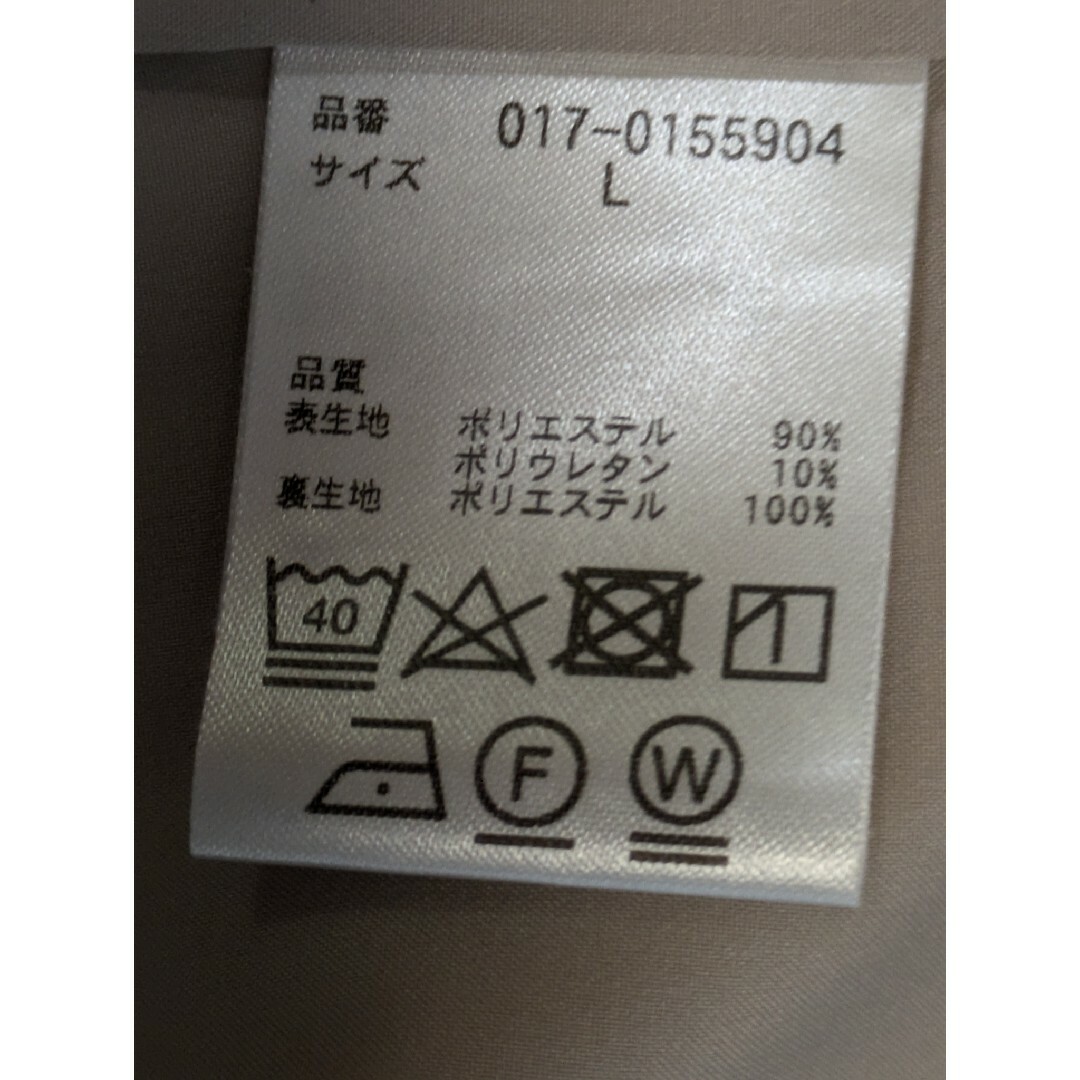 品番 017-0155904
サイズ L
品質
表生地 ポリエステル 90%
ポリウレタン 10%
裏生地 ポリエステル 100%
40
F W